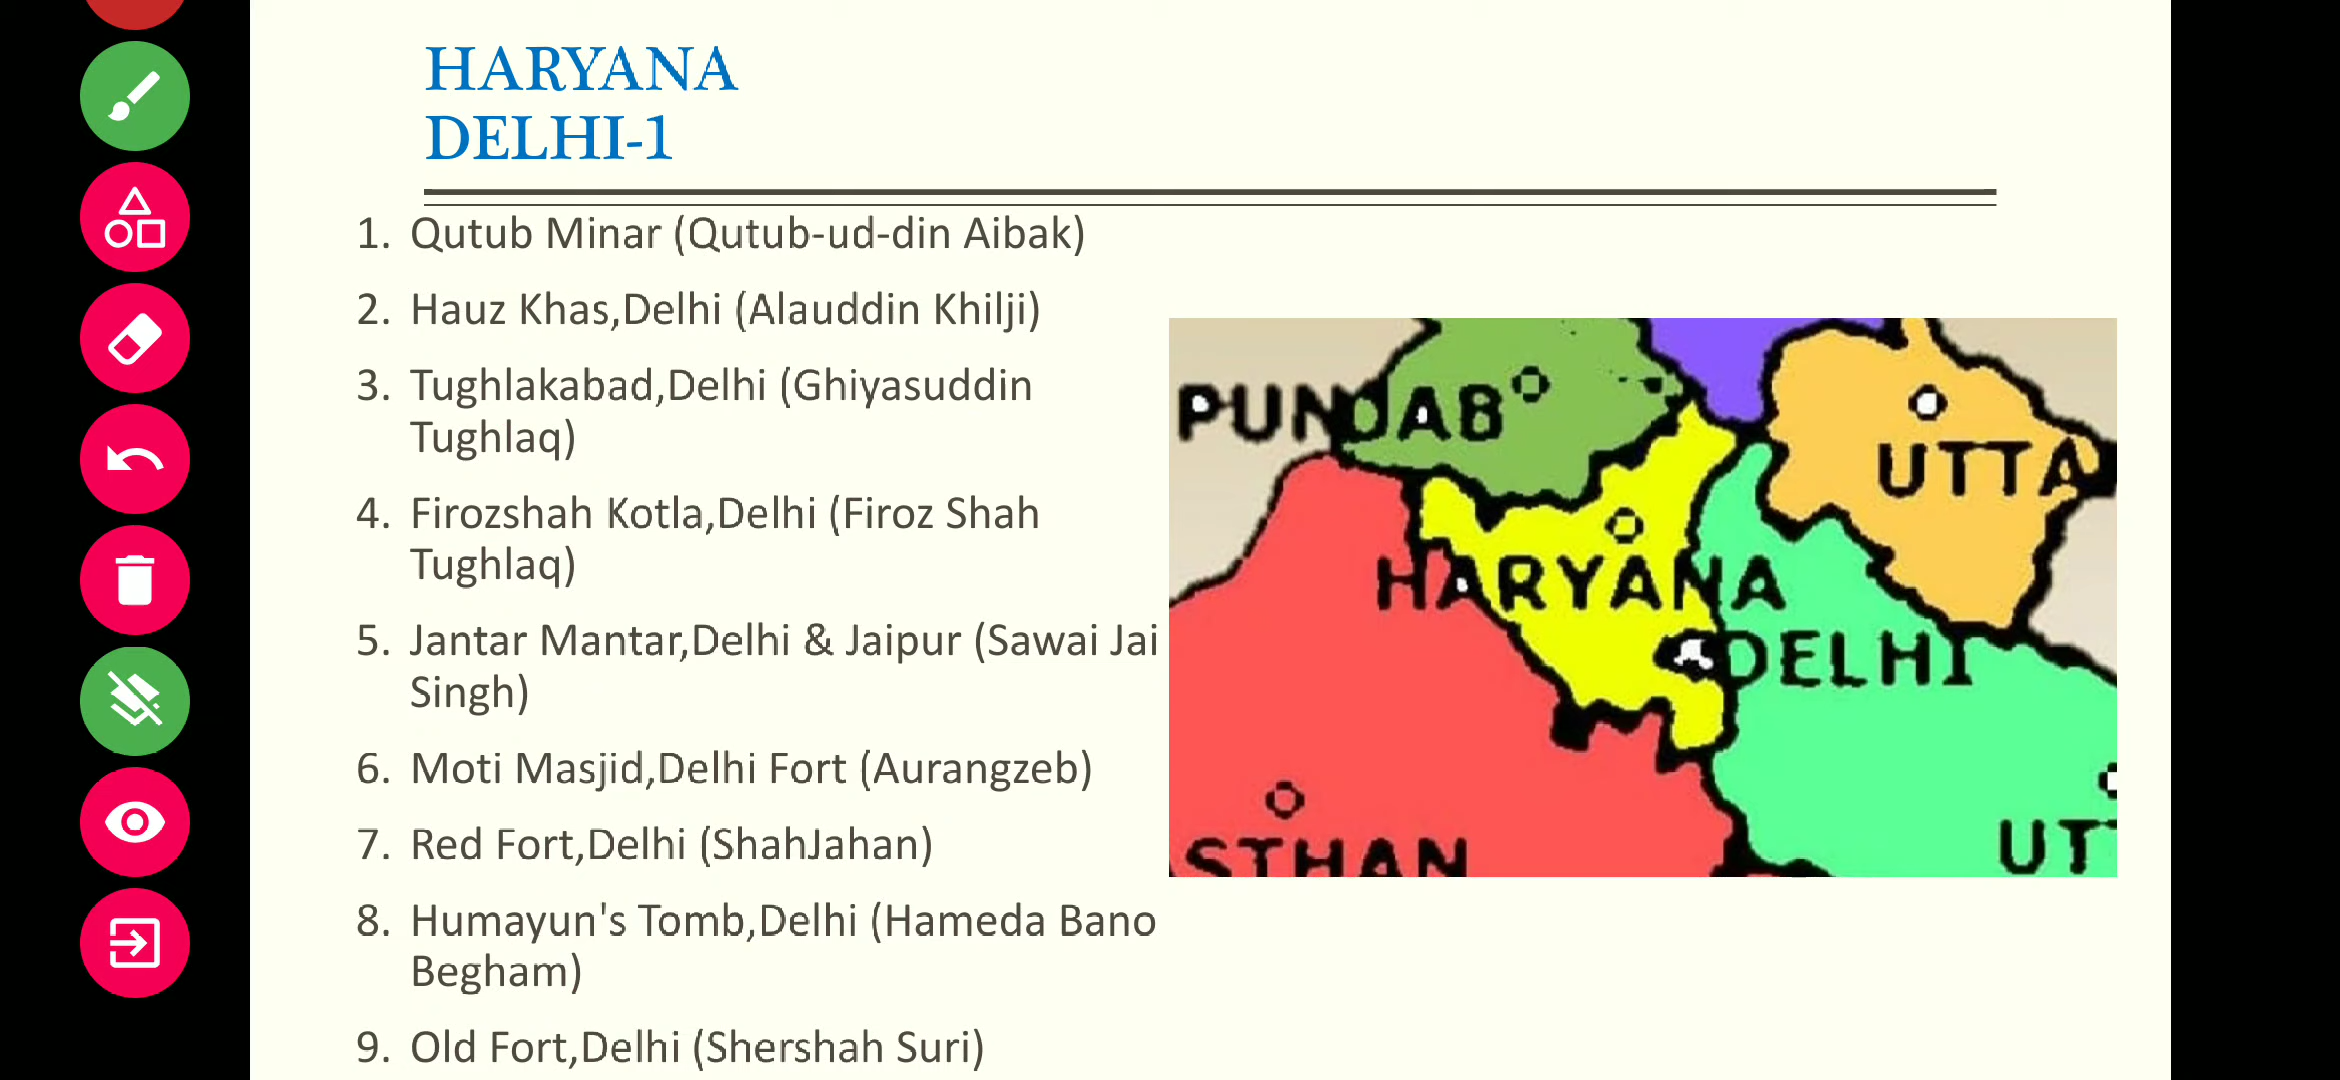 HARYANA
DELHI-1
1. Qutub Minar (Qutub-ud-din Aibak)
2. Hauz Khas,Delhi (Alauddin Khilji)
3. Tughlakabad,Delhi (Ghiyasuddin
Tughlaq)
4. Firozshah Kotla,Delhi (Firoz Shah
Tughlaq)
5. Jantar Mantar,Delhi & Jaipur (Sawai Jai
Singh)
6. Moti Masjid,Delhi Fort (Aurangzeb)
7. Red Fort,Delhi (ShahJahan)
8. Humayun's Tomb,Delhi (Hameda Bano
Begham)
9. Old Fort,Delhi (Shershah Suri)
PUNJAB
UTTA
HARYANA
DELHI
STHAN
UT